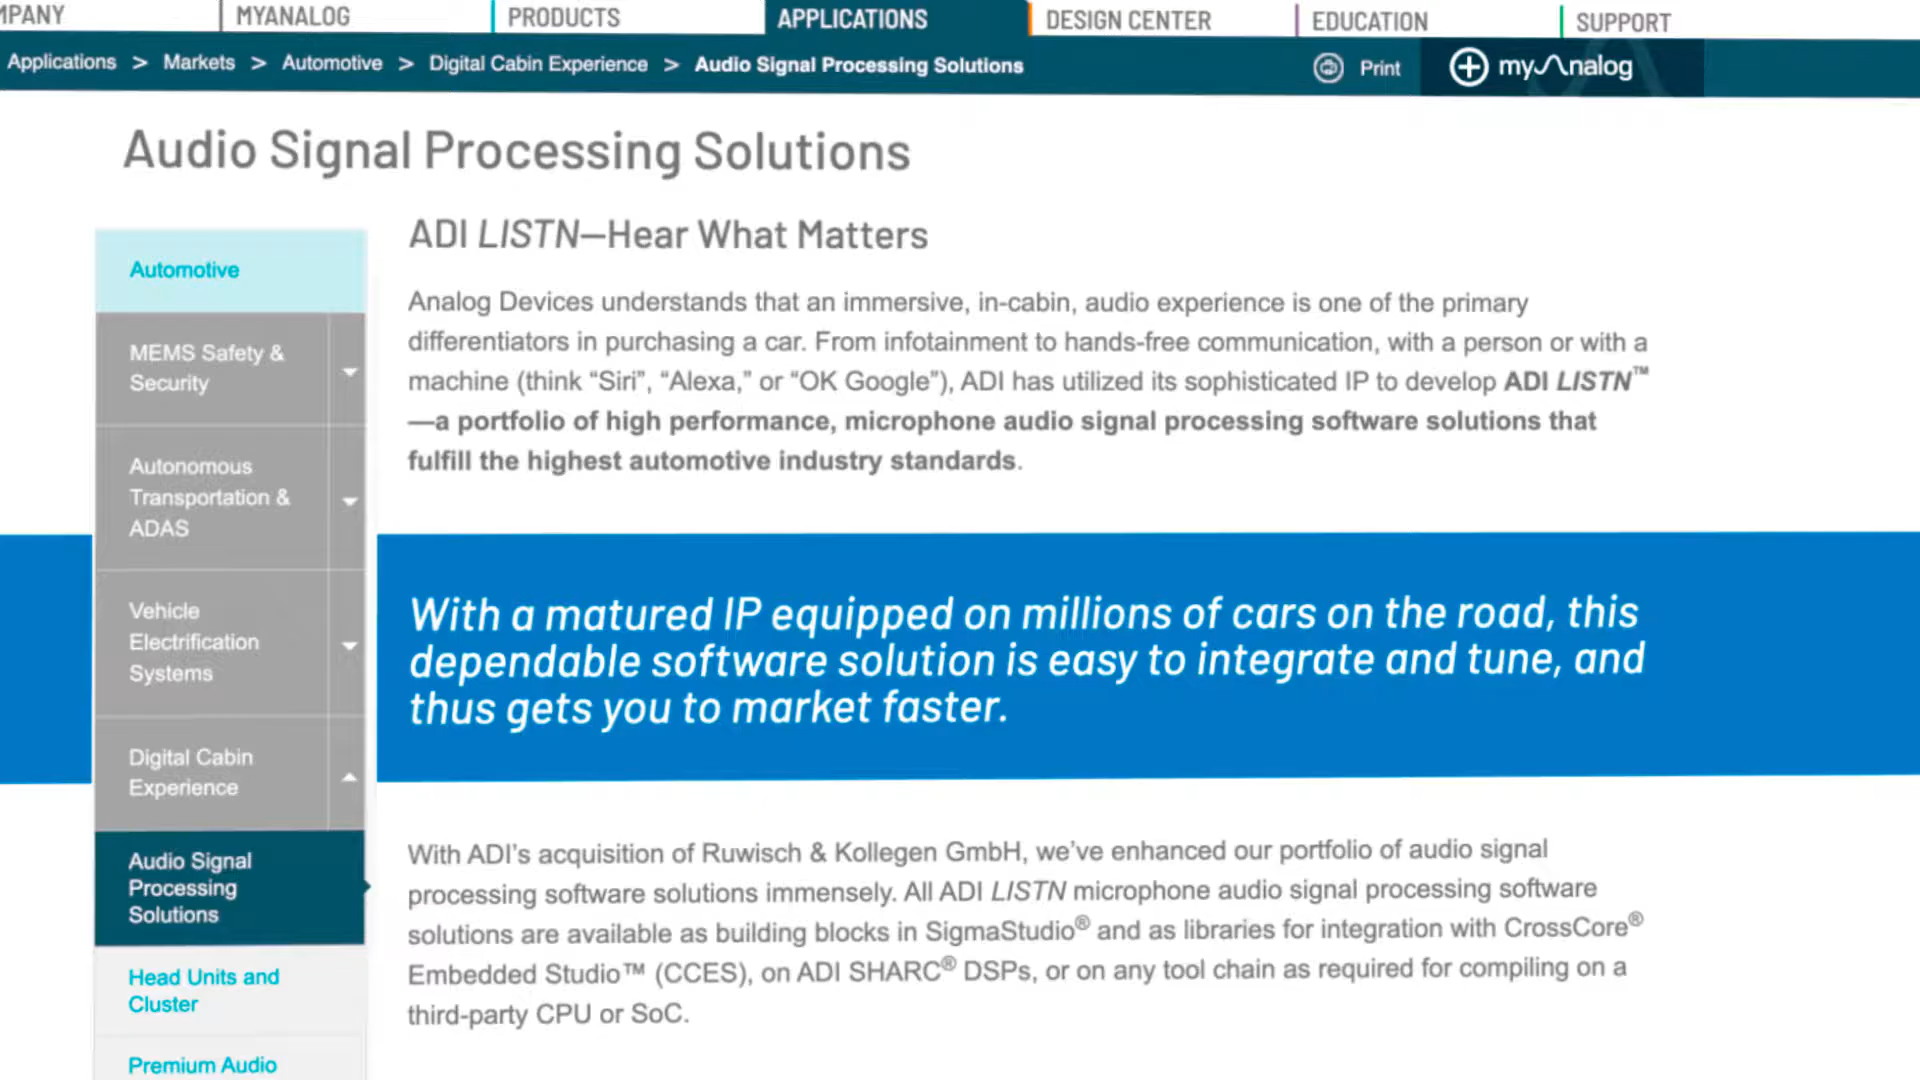 MPANY
MYANALOG
PRODUCTS
APPLICATIONS
DESIGN CENTER
EDUCATION
SUPPORT
Applications > Markets > Automotive > Digital Cabin Experience > Audio Signal Processing Solutions
Print
myAnalog
Audio Signal Processing Solutions
Automotive
MEMS Safety &
Security
Autonomous
Transportation &
ADAS
Vehicle
Electrification
Systems
Digital Cabin
Experience
Audio Signal
Processing
Solutions
Head Units and
Cluster
Premium Audio
ADI LISTN—Hear What Matters
Analog Devices understands that an immersive, in-cabin, audio experience is one of the primary
differentiators in purchasing a car. From infotainment to hands-free communication, with a person or with a
machine (think “Siri”, “Alexa,” or “OK Google”), ADI has utilized its sophisticated IP to develop ADI LISTN™
—a portfolio of high performance, microphone audio signal processing software solutions that
fulfill the highest automotive industry standards.
With a matured IP equipped on millions of cars on the road, this
dependable software solution is easy to integrate and tune, and
thus gets you to market faster.
With ADI’s acquisition of Ruwisch & Kollegen GmbH, we’ve enhanced our portfolio of audio signal
processing software solutions immensely. All ADI LISTN microphone audio signal processing software
solutions are available as building blocks in SigmaStudio® and as libraries for integration with CrossCore®
Embedded Studio™ (CCES), on ADI SHARC® DSPs, or on any tool chain as required for compiling on a
third-party CPU or SoC.